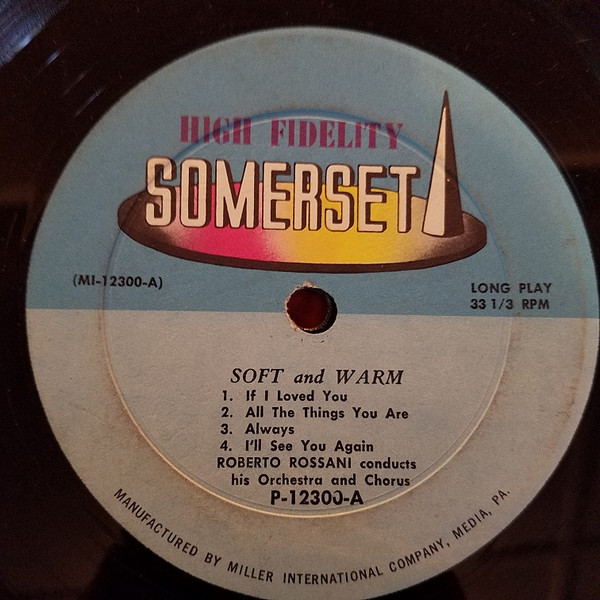 HIGH FIDELITY
SOMERSET
(MI-12300-A)
LONG PLAY
33 1/3 RPM
SOFT and WARM
1. If I Loved You
2. All The Things You Are
3. Always
4. I'll See You Again
ROBERTO ROSSANI conducts
his Orchestra and Chorus
P-12300-A
MANUFACTURED BY MILLER INTERNATIONAL COMPANY, MEDIA, PA.